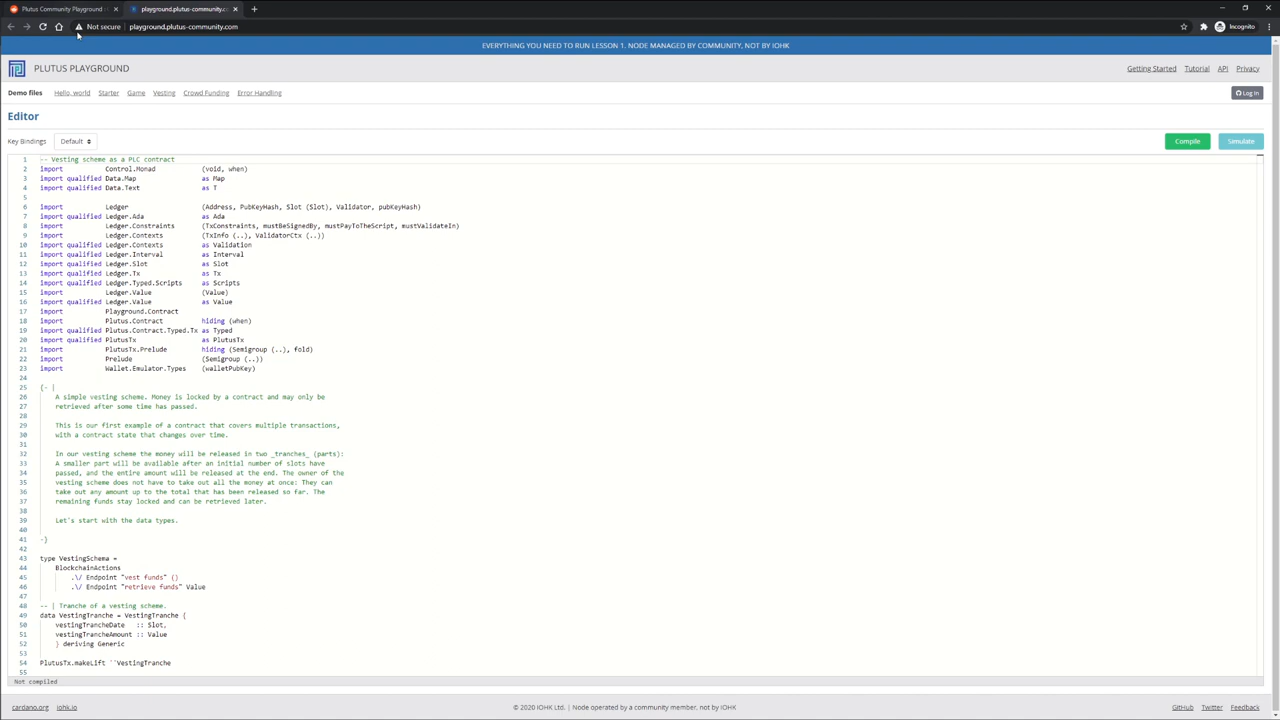 Plutus Community Playground
playground.plutus-community.c
Not secure playground.plutus-community.com
Incognito
EVERYTHING YOU NEED TO RUN LESSON 1. NODE MANAGED BY COMMUNITY, NOT BY IOHK
PLUTUS PLAYGROUND
Getting Started Tutorial API Privacy
Demo files Hello, world Starter Game Vesting Crowd Funding Error Handling
Log in
Editor
Key Bindings Default
Compile Simulate
1 -- Vesting scheme as a PLC contract
2 import Control.Monad (void, when)
3 import qualified Data.Map as Map
4 import qualified Data.Text as T
5
6 import Ledger (Address, PubKeyHash, Slot (Slot), Validator, pubKeyHash)
7 import qualified Ledger.Ada as Ada
8 import Ledger.Constraints (TxConstraints, mustBeSignedBy, mustPayToTheScript, mustValidateIn)
9 import Ledger.Contexts (TxInfo (..), ValidatorCtx (..))
10 import qualified Ledger.Contexts as Validation
11 import qualified Ledger.Interval as Interval
12 import qualified Ledger.Slot as Slot
13 import qualified Ledger.Tx as Tx
14 import qualified Ledger.Typed.Scripts as Scripts
15 import Ledger.Value (Value)
16 import qualified Ledger.Value as Value
17 import Playground.Contract
18 import Plutus.Contract hiding (when)
19 import qualified Plutus.Contract.Typed.Tx as Typed
20 import qualified PlutusTx as PlutusTx
21 import PlutusTx.Prelude hiding (Semigroup (..), fold)
22 import Prelude (Semigroup (..))
23 import Wallet.Emulator.Types (walletPubKey)
24
25 {- |
26 A simple vesting scheme. Money is locked by a contract and may only be
27 retrieved after some time has passed.
28
29 This is our first example of a contract that covers multiple transactions,
30 with a contract state that changes over time.
31
32 In our vesting scheme the money will be released in two _tranches_ (parts):
33 A smaller part will be available after an initial number of slots have
34 passed, and the entire amount will be released at the end. The owner of the
35 vesting scheme does not have to take out all the money at once: They can
36 take out any amount up to the total that has been released so far. The
37 remaining funds stay locked and can be retrieved later.
38
39 Let's start with the data types.
40
41 -}
42
43 type VestingSchema =
44 BlockchainActions
45 .\/ Endpoint "vest funds" ()
46 .\/ Endpoint "retrieve funds" Value
47
48 -- | Tranche of a vesting scheme.
49 data VestingTranche = VestingTranche {
50 vestingTrancheDate :: Slot,
51 vestingTrancheAmount :: Value
52 } deriving Generic
53
54 PlutusTx.makeLift ''VestingTranche
55
Not compiled
cardano.org iohk.io
© 2020 IOHK Ltd. | Node operated by a community member, not by IOHK
GitHub Twitter Feedback